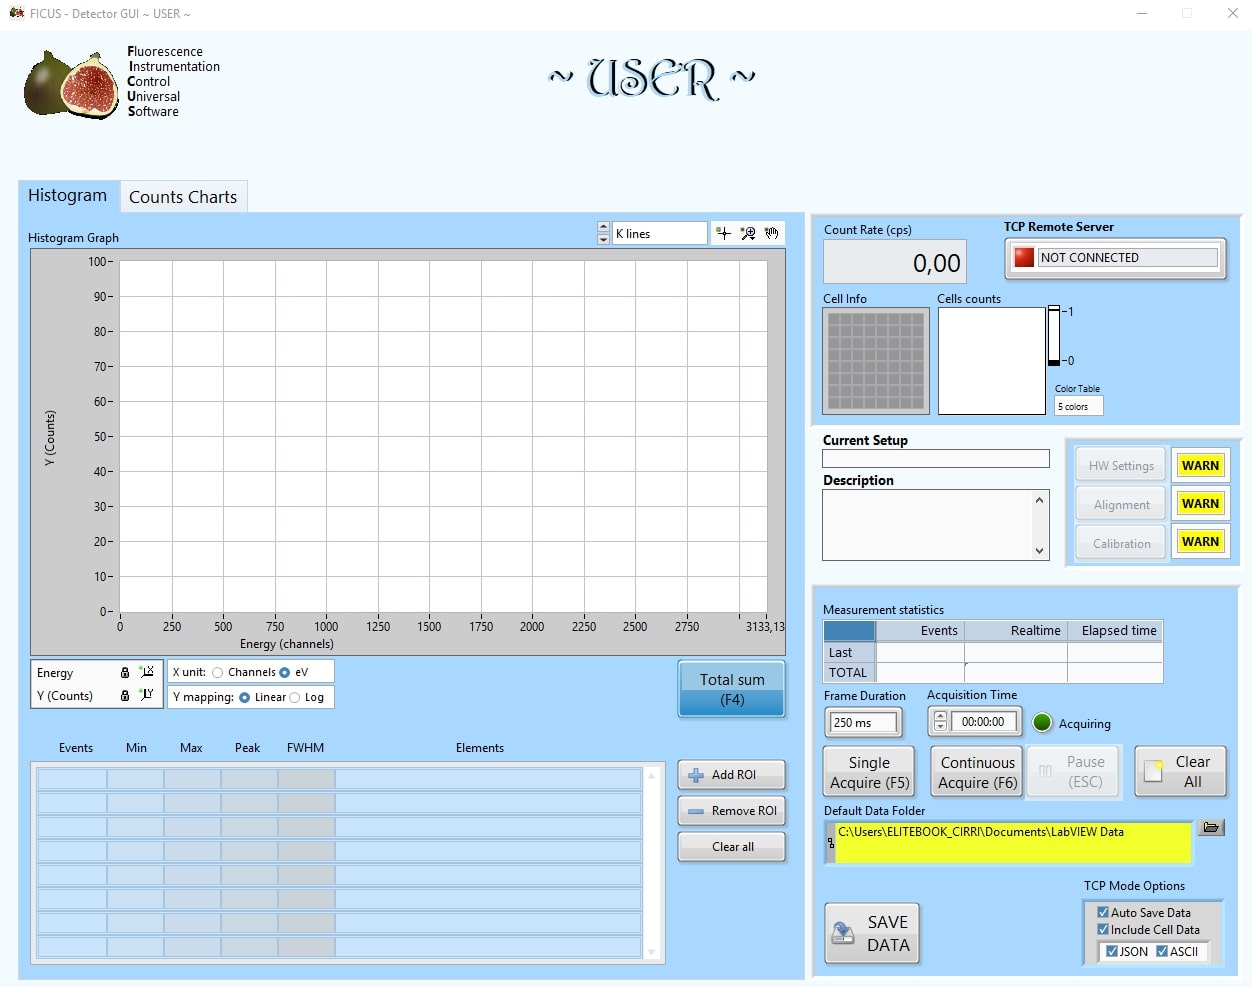 FICUS - Detector GUI ~ USER ~
Fluorescence
Instrumentation
Control
Universal
Software
~ USER ~
Histogram
Counts Charts
Histogram Graph
K lines
100
90
80
70
60
50
40
30
20
10
0
Y (Counts)
0 250 500 750 1000 1250 1500 1750 2000 2250 2500 2750 3133,13
Energy (channels)
Energy
Y (Counts)
X unit: Channels eV
Y mapping: Linear Log
Total sum
(F4)
Events Min Max Peak FWHM Elements
Add ROI
Remove ROI
Clear all
Count Rate (cps)
0,00
TCP Remote Server
NOT CONNECTED
Cell Info
Cells counts
1
0
Color Table
5 colors
Current Setup
Description
HW Settings WARN
Alignment WARN
Calibration WARN
Measurement statistics
Events Realtime Elapsed time
Last
TOTAL
Frame Duration
250 ms
Acquisition Time
00:00:00
Acquiring
Single
Acquire (F5)
Continuous
Acquire (F6)
Pause
(ESC)
Clear
All
Default Data Folder
C:\Users\ELITEBOOK_CIRRI\Documents\LabVIEW Data
SAVE
DATA
TCP Mode Options
Auto Save Data
Include Cell Data
JSON ASCII